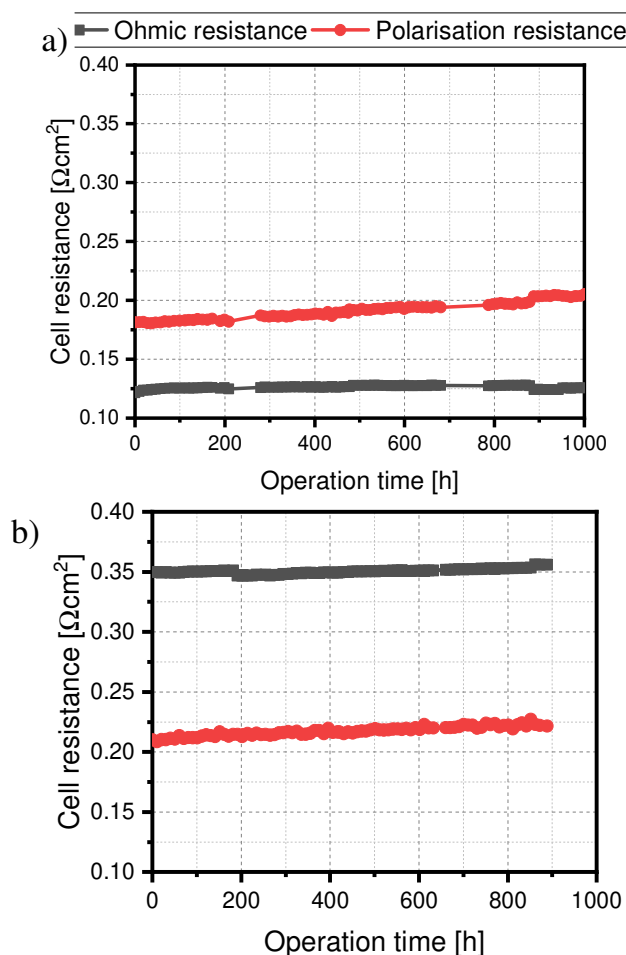 a)
Ohmic resistance Polarisation resistance
0.40
0.35
0.30
0.25
0.20
0.15
0.10
Cell resistance [Ωcm²]
0 200 400 600 800 1000
Operation time [h]
b)
0.40
0.35
0.30
0.25
0.20
0.15
0.10
Cell resistance [Ωcm²]
0 200 400 600 800 1000
Operation time [h]